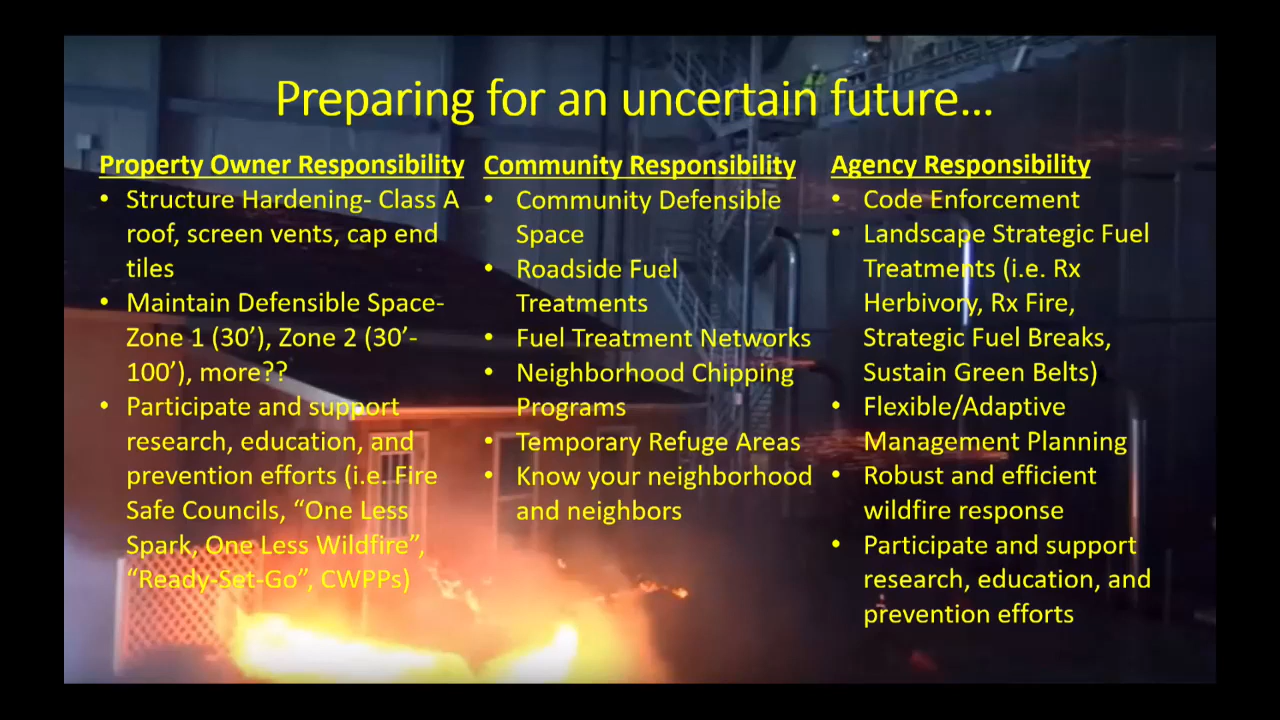 Preparing for an uncertain future...
Property Owner Responsibility
• Structure Hardening- Class A
roof, screen vents, cap end
tiles
• Maintain Defensible Space-
Zone 1 (30’), Zone 2 (30’-
100’), more??
• Participate and support
research, education, and
prevention efforts (i.e. Fire
Safe Councils, “One Less
Spark, One Less Wildfire”,
“Ready-Set-Go”, CWPPs)
Community Responsibility
• Community Defensible
Space
• Roadside Fuel
Treatments
• Fuel Treatment Networks
• Neighborhood Chipping
Programs
• Temporary Refuge Areas
• Know your neighborhood
and neighbors
Agency Responsibility
• Code Enforcement
• Landscape Strategic Fuel
Treatments (i.e. Rx
Herbivory, Rx Fire,
Strategic Fuel Breaks,
Sustain Green Belts)
• Flexible/Adaptive
Management Planning
• Robust and efficient
wildfire response
• Participate and support
research, education, and
prevention efforts